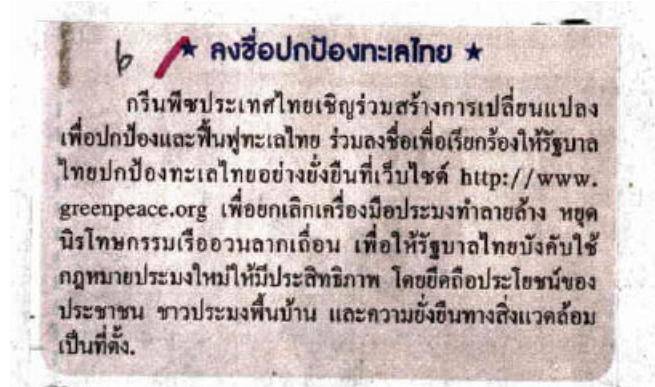 b
★ ลงชื่อปกป้องทะเลไทย ★
กรีนพีซประเทศไทยเชิญร่วมสร้างการเปลี่ยนแปลง
เพื่อปกป้องและฟื้นฟูทะเลไทย ร่วมลงชื่อเพื่อเรียกร้องให้รัฐบาล
ไทยปกป้องทะเลไทยอย่างยั่งยืนที่เว็บไซต์ http://www.
greenpeace.org เพื่อยกเลิกเครื่องมือประมงทำลายล้าง หยุด
นิรโทษกรรมเรืออวนลากเถื่อน เพื่อให้รัฐบาลไทยบังคับใช้
กฎหมายประมงใหม่ให้มีประสิทธิภาพ โดยยึดถือประโยชน์ของ
ประชาชน ชาวประมงพื้นบ้าน และความยั่งยืนทางสิ่งแวดล้อม
เป็นที่ตั้ง.